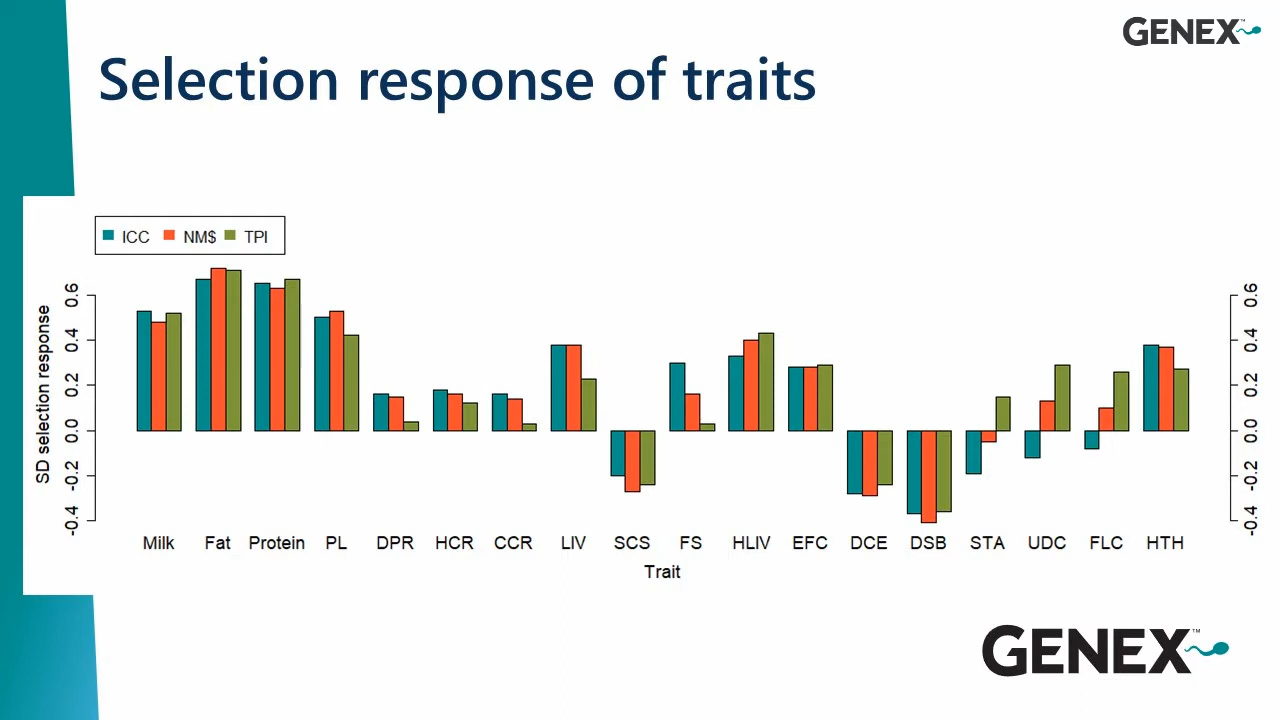 GENEX™
Selection response of traits
ICC NM$ TPI
SD selection response
0.6
0.4
0.2
0.0
-0.2
-0.4
0.6
0.4
0.2
0.0
-0.2
-0.4
Milk Fat Protein PL DPR HCR CCR LIV SCS FS HLIV EFC DCE DSB STA UDC FLC HTH
Trait
GENEX™